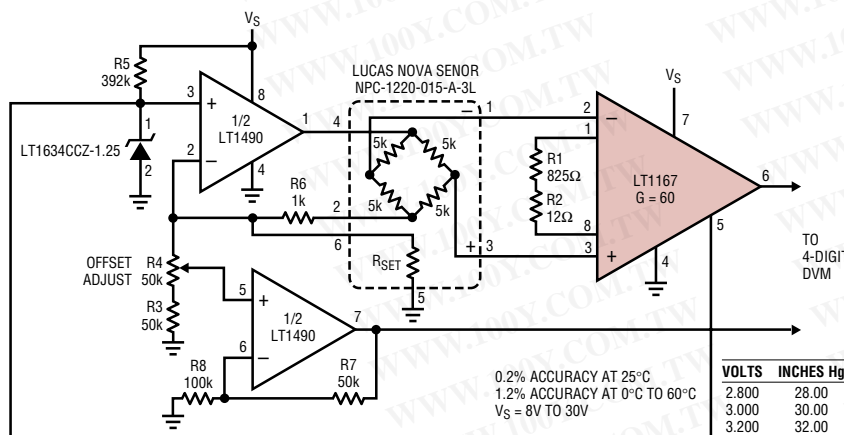 VS
R5
392k
LUCAS NOVA SENOR
NPC-1220-015-A-3L
VS
3
+
8
1/2
LT1490
1
4
−
1
2
−
7
1
LT1634CCZ-1.25
2
2
−
4
5k
5k
5k
5k
R1
825Ω
1
LT1167
G = 60
6
R6
1k
2
R2
12Ω
8
5
6
+
3
3
+
4
TO
4-DIGIT
DVM
OFFSET
ADJUST
R4
50k
RSET
5
R3
50k
5
+
1/2
LT1490
7
6
−
R8
100k
R7
50k
0.2% ACCURACY AT 25°C
1.2% ACCURACY AT 0°C TO 60°C
VS = 8V TO 30V
VOLTS INCHES Hg
2.800 28.00
3.000 30.00
3.200 32.00
WWW.100Y.COM.TW